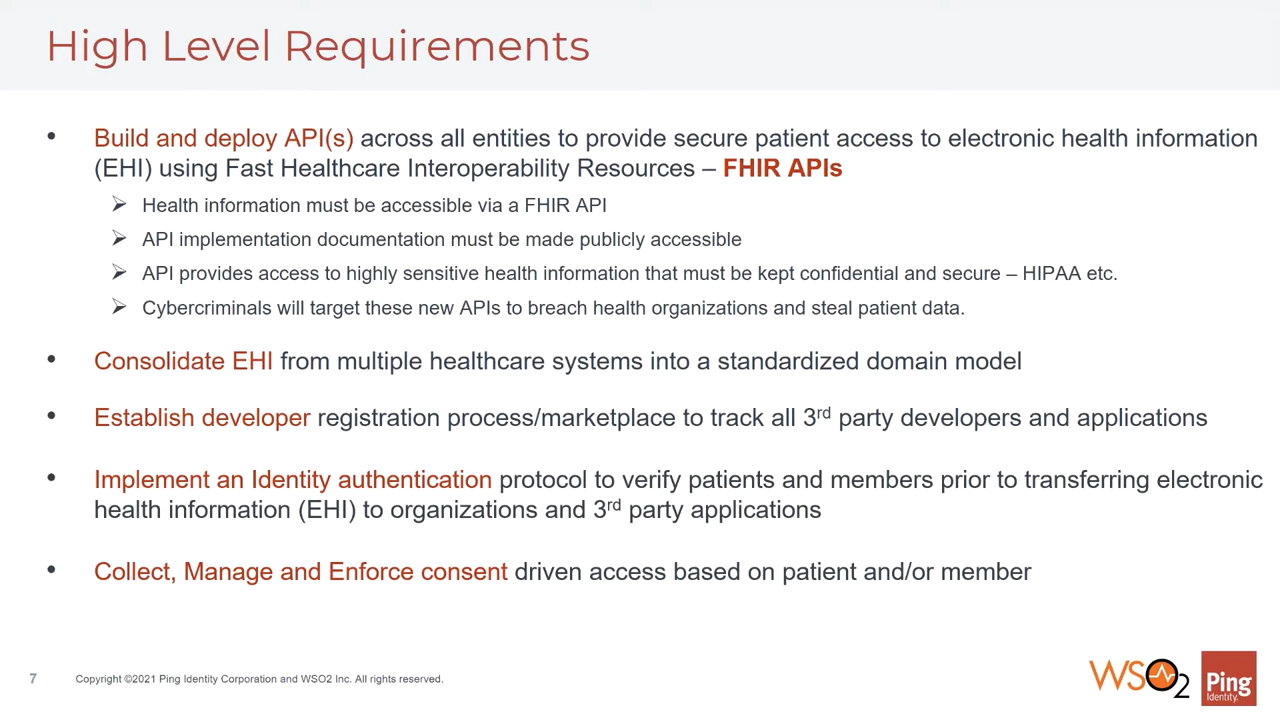 High Level Requirements
• Build and deploy API(s) across all entities to provide secure patient access to electronic health information
(EHI) using Fast Healthcare Interoperability Resources – FHIR APIs
➢ Health information must be accessible via a FHIR API
➢ API implementation documentation must be made publicly accessible
➢ API provides access to highly sensitive health information that must be kept confidential and secure – HIPAA etc.
➢ Cybercriminals will target these new APIs to breach health organizations and steal patient data.
• Consolidate EHI from multiple healthcare systems into a standardized domain model
• Establish developer registration process/marketplace to track all 3rd party developers and applications
• Implement an Identity authentication protocol to verify patients and members prior to transferring electronic
health information (EHI) to organizations and 3rd party applications
• Collect, Manage and Enforce consent driven access based on patient and/or member
7 Copyright ©2021 Ping Identity Corporation and WSO2 Inc. All rights reserved.
WSO2
Ping
Identity.